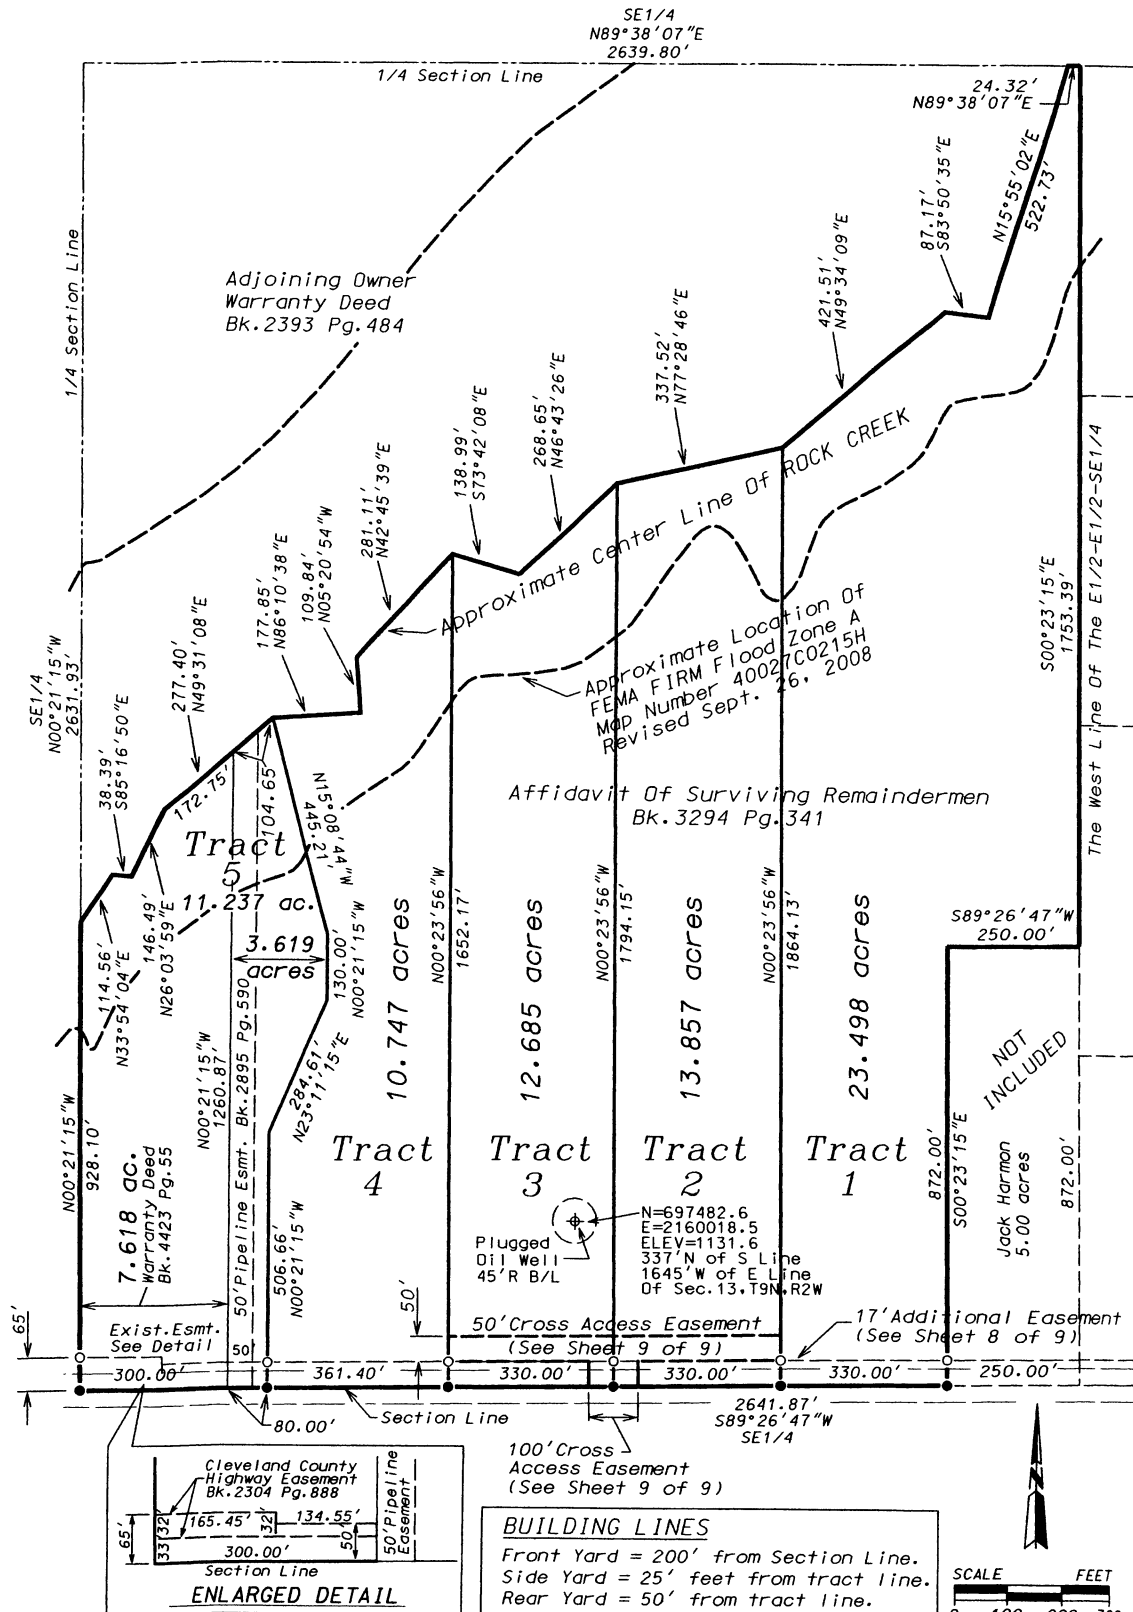 SE1/4
N89°38'07"E
2639.80'
1/4 Section Line
24.32'
N89°38'07"E
N15°55'02"E
522.73'
87.17'
S83°50'35"E
421.51'
N49°34'09"E
337.52'
N77°28'46"E
268.65'
N46°43'26"E
138.99'
S73°42'08"E
281.11'
N42°45'39"E
109.84'
N05°20'54"W
177.85'
N86°10'38"E
277.40'
N49°31'08"E
38.39'
S85°16'50"E
1/4 Section Line
Adjoining Owner
Warranty Deed
Bk.2393 Pg.484
Approximate Center Line Of ROCK CREEK
Approximate Location Of
FEMA FIRM Flood Zone A
Map Number 40027C0215H
Revised Sept. 26, 2008
S00°23'15"E
1753.39'
The West Line Of The E1/2-E1/2-SE1/4
SE1/4
N00°21'15"W
2631.93'
172.75'
104.65'
N15°08'44"W
445.21'
Affidavit Of Surviving Remaindermen
Bk.3294 Pg.341
Tract
5
11.237 ac.
3.619
acres
146.49'
N26°03'59"E
114.56'
N33°54'04"E
130.00'
N00°21'15"W
N00°23'56"W
1652.17'
N00°23'56"W
1794.15'
N00°23'56"W
1864.13'
10.747 acres
12.685 acres
13.857 acres
23.498 acres
S89°26'47"W
250.00'
NOT
INCLUDED
N00°21'15"W
928.10'
N00°21'15"W
1260.87'
50'Pipeline Esmt. Bk.2895 Pg.590
284.61'
N23°11'15"E
7.618 ac.
Warranty Deed
Bk.4423 Pg.55
506.66'
N00°21'15"W
Tract
4
Tract
3
Tract
2
Tract
1
872.00'
S00°23'15"E
Jack Harmon
5.00 acres
872.00'
Plugged
Oil Well
45'R B/L
N=697482.6
E=2160018.5
ELEV=1131.6
337'N of S Line
1645'W of E Line
Of Sec.13,T9N,R2W
65'
50'
Exist.Esmt.
See Detail
50'
50'Cross Access Easement
(See Sheet 9 of 9)
17'Additional Easement
(See Sheet 8 of 9)
300.00'
361.40'
330.00'
330.00'
330.00'
250.00'
80.00'
Section Line
2641.87'
S89°26'47"W
SE1/4
100'Cross
Access Easement
(See Sheet 9 of 9)
Cleveland County
Highway Easement
Bk.2304 Pg.888
65'
33'
32'
165.45'
32'
134.55'
50'
300.00'
50'Pipeline
Easement
Section Line
ENLARGED DETAIL
BUILDING LINES
Front Yard = 200' from Section Line.
Side Yard = 25' feet from tract line.
Rear Yard = 50' from tract line.
N
SCALE FEET